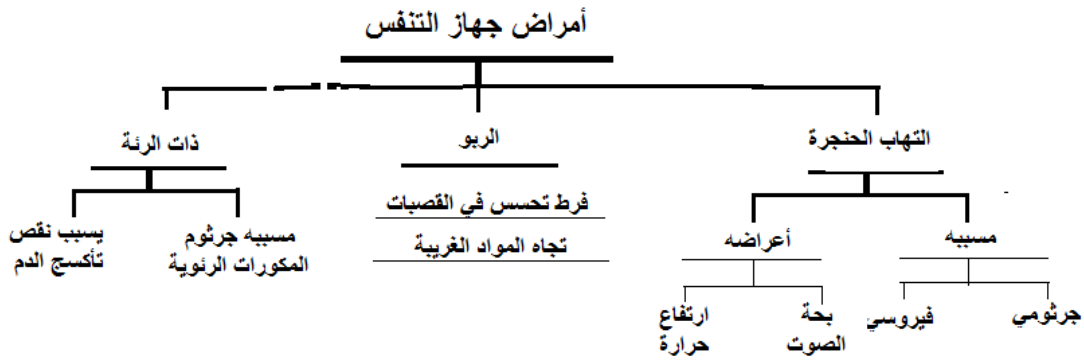 أمراض جهاز التنفس
التهاب الحنجرة
مسببه
جرثومي
فيروسي
أعراضه
بحة
الصوت
ارتفاع
حرارة
الربو
فرط تحسس في القصبات
تجاه المواد الغريبة
ذات الرئة
مسببه جرثوم
المكورات الرئوية
يسبب نقص
تأكسج الدم